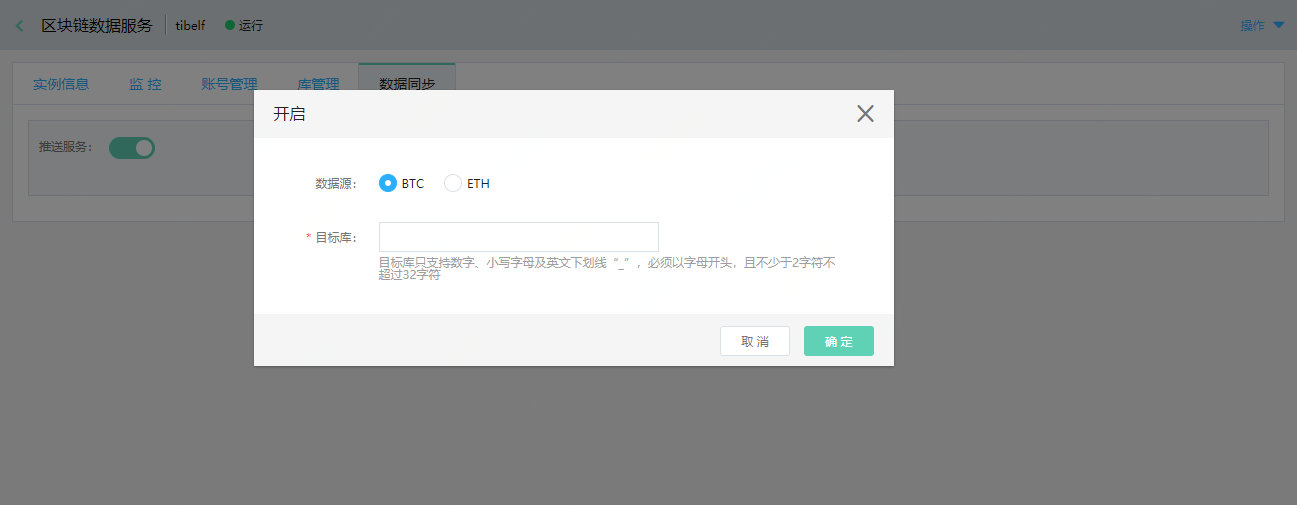 区块链数据服务 tibelf 运行 操作
实例信息 监 控 账号管理 库管理 数据同步
开启
推送服务：
数据源： BTC ETH
* 目标库：
目标库只支持数字、小写字母及英文下划线“_”，必须以字母开头，且不少于2字符不
超过32字符
取 消 确 定